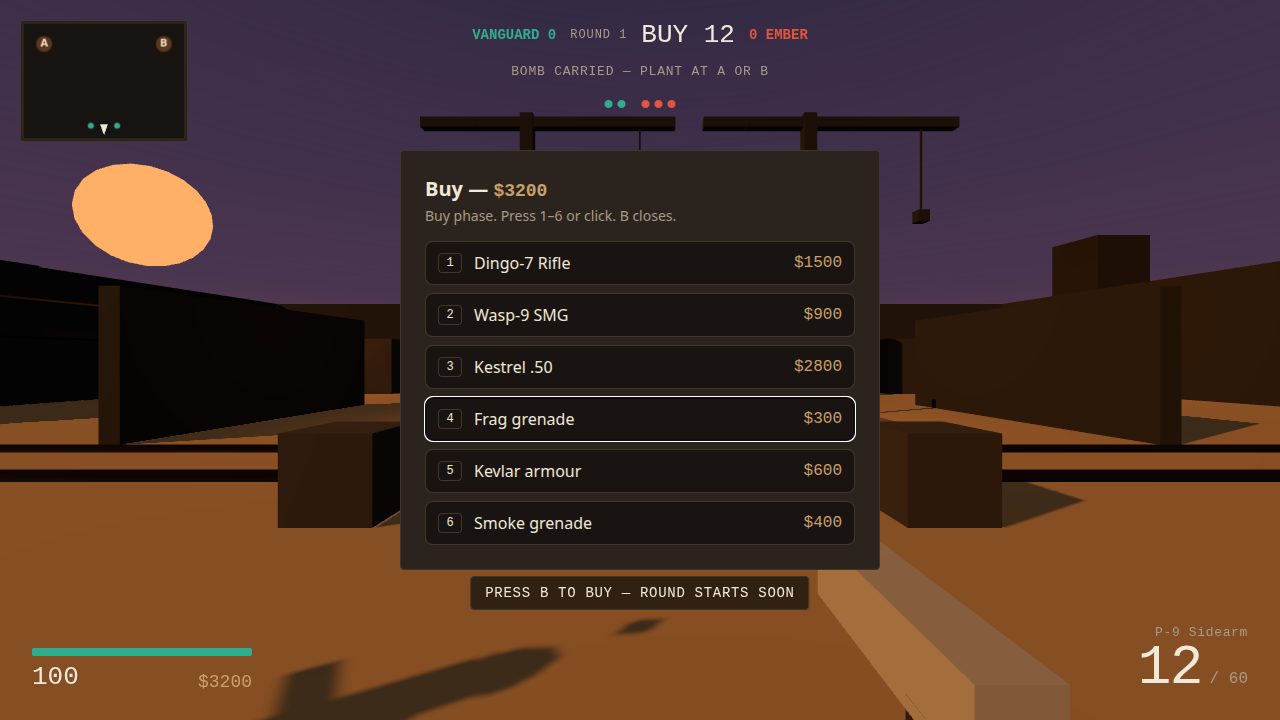 A B
VANGUARD 0 ROUND 1 BUY 12 0 EMBER
BOMB CARRIED — PLANT AT A OR B
Buy — $3200
Buy phase. Press 1–6 or click. B closes.
1 Dingo-7 Rifle $1500
2 Wasp-9 SMG $900
3 Kestrel .50 $2800
4 Frag grenade $300
5 Kevlar armour $600
6 Smoke grenade $400
PRESS B TO BUY — ROUND STARTS SOON
100 $3200
P-9 Sidearm
12 / 60